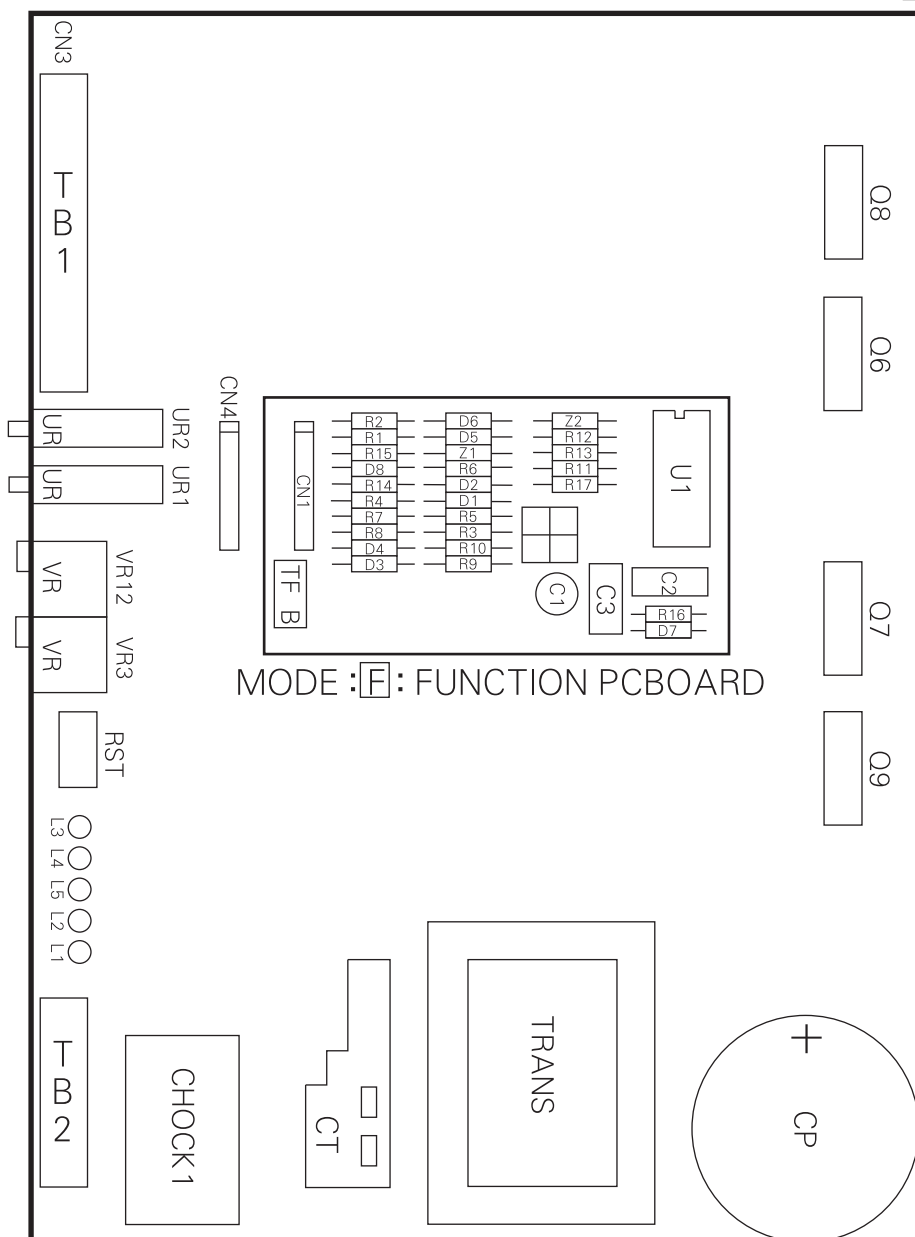 CN3
T
B
1
Q8
Q6
CN4
UR
UR2
UR
UR1
VR
VR12
VR
VR3
CN1
TF B
R2
R1
R15
D8
R14
R4
R7
R8
D4
D3
D6
D5
Z1
R6
D2
D1
R5
R3
R10
R9
Z2
R12
R13
R11
R17
U1
C1
C3
C2
R16
D7
MODE : F : FUNCTION PCBOARD
Q7
Q9
RST
L3
L4
L5
L2
L1
T
B
2
CHOCK1
CT
TRANS
+
CP